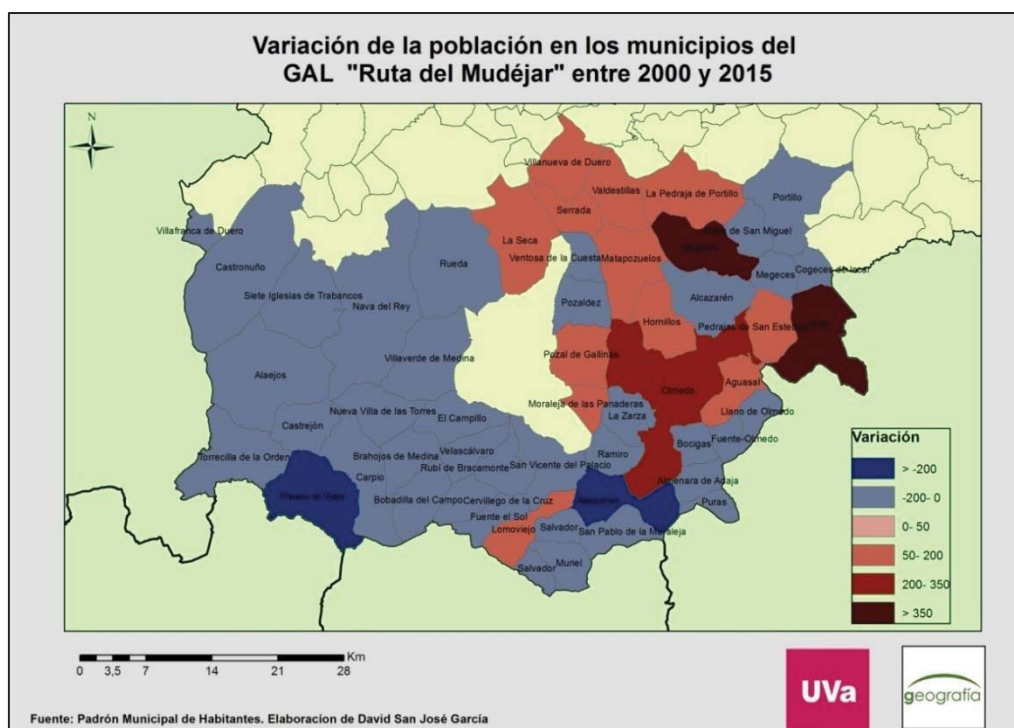 Variación de la población en los municipios del
GAL "Ruta del Mudéjar" entre 2000 y 2015
N
Villanueva de Duero
Valdestillas
La Pedraja de Portillo
Portillo
Serrada
Villafranca de Duero
de San Miguel
La Seca
Castronuño
Rueda
Ventosa de la Cuesta
Matapozuelos
Megeces
Cogeces de
Siete Iglesias de Trabancos
Nava del Rey
Pozaldez
Alcazarén
Hornillos
Pedrajas de San Esteban
Villaverde de Medina
Pozal de Gallinas
Alaejos
Olmedo
Aguasal
Moraleja de las Panaderas
Nueva Villa de las Torres
El Campillo
La Zarza
Llano de Olmedo
Castrejón
Bocigas
Fuente-Olmedo
Torrecilla de la Orden
Brahojos de Medina
Velascálvaro
Ramiro
Rubí de Bracamonte
San Vicente del Palacio
Carpio
Almenara de Adaja
Fresno el Viejo
Bobadilla del Campo
Cervillego de la Cruz
Ataquines
Puras
Fuente el Sol
Lomoviejo
Salvador
San Pablo de la Moraleja
Muriel
Salvador
Variación
> -200
-200- 0
0- 50
50- 200
200- 350
> 350
Km
0 3,5 7 14 21 28
UVa
geografía
Fuente: Padrón Municipal de Habitantes. Elaboracion de David San José García